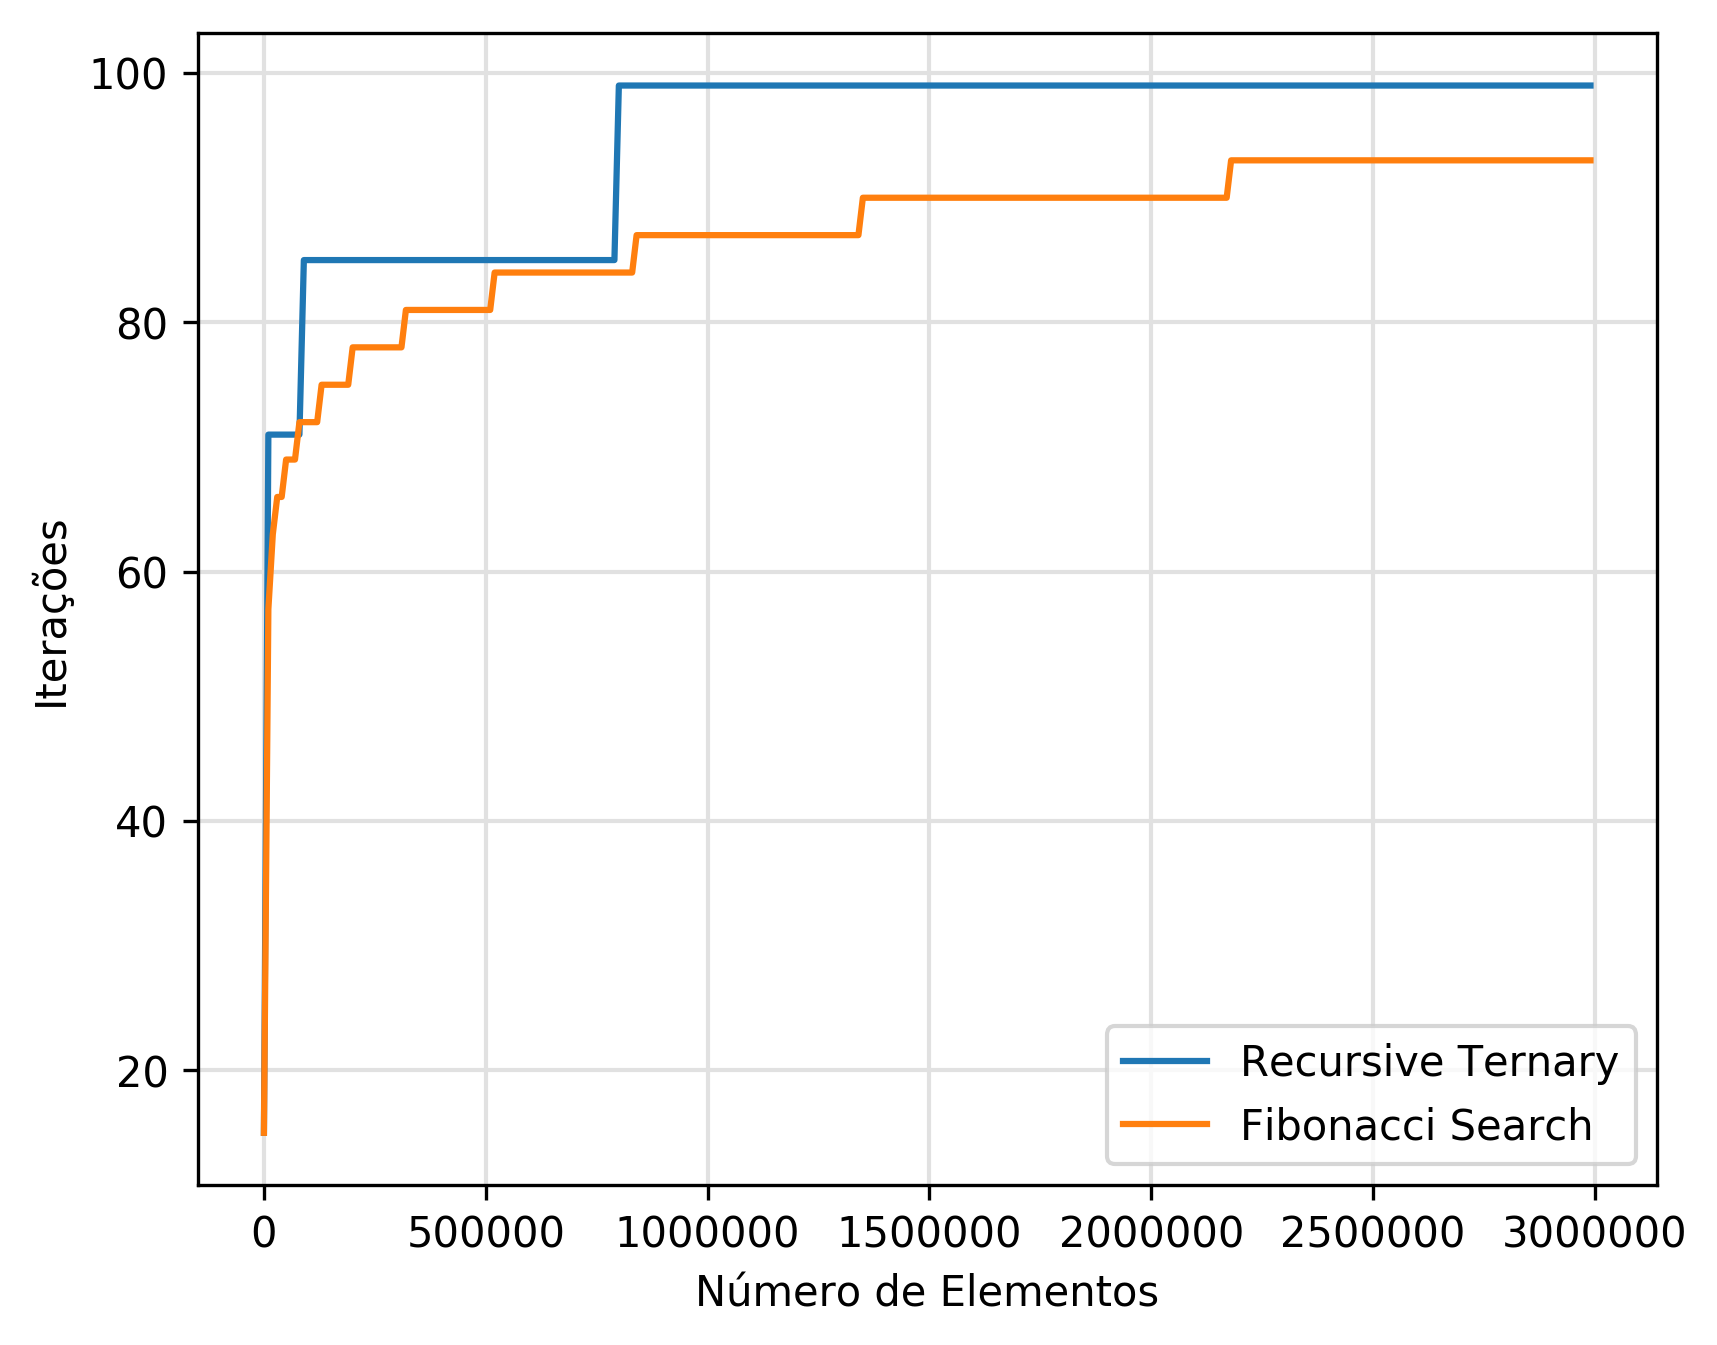 100
80
60
40
20
Iterações
0 500000 1000000 1500000 2000000 2500000 3000000
Número de Elementos
Recursive Ternary
Fibonacci Search